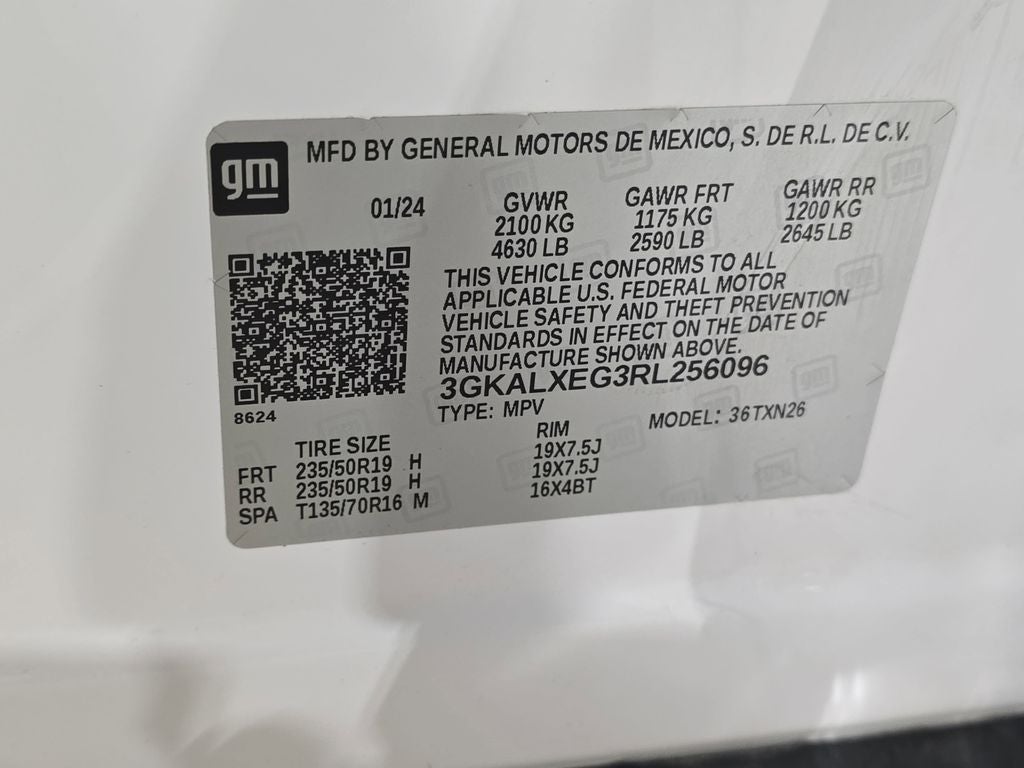 gm
MFD BY GENERAL MOTORS DE MEXICO, S. DE R.L. DE C.V.
01/24 GVWR GAWR FRT GAWR RR
2100 KG 1175 KG 1200 KG
4630 LB 2590 LB 2645 LB
THIS VEHICLE CONFORMS TO ALL
APPLICABLE U.S. FEDERAL MOTOR
VEHICLE SAFETY AND THEFT PREVENTION
STANDARDS IN EFFECT ON THE DATE OF
MANUFACTURE SHOWN ABOVE.
3GKALXEG3RL256096
8624
TYPE: MPV MODEL: 36TXN26
TIRE SIZE RIM
FRT 235/50R19 H 19X7.5J
RR 235/50R19 H 19X7.5J
SPA T135/70R16 M 16X4BT